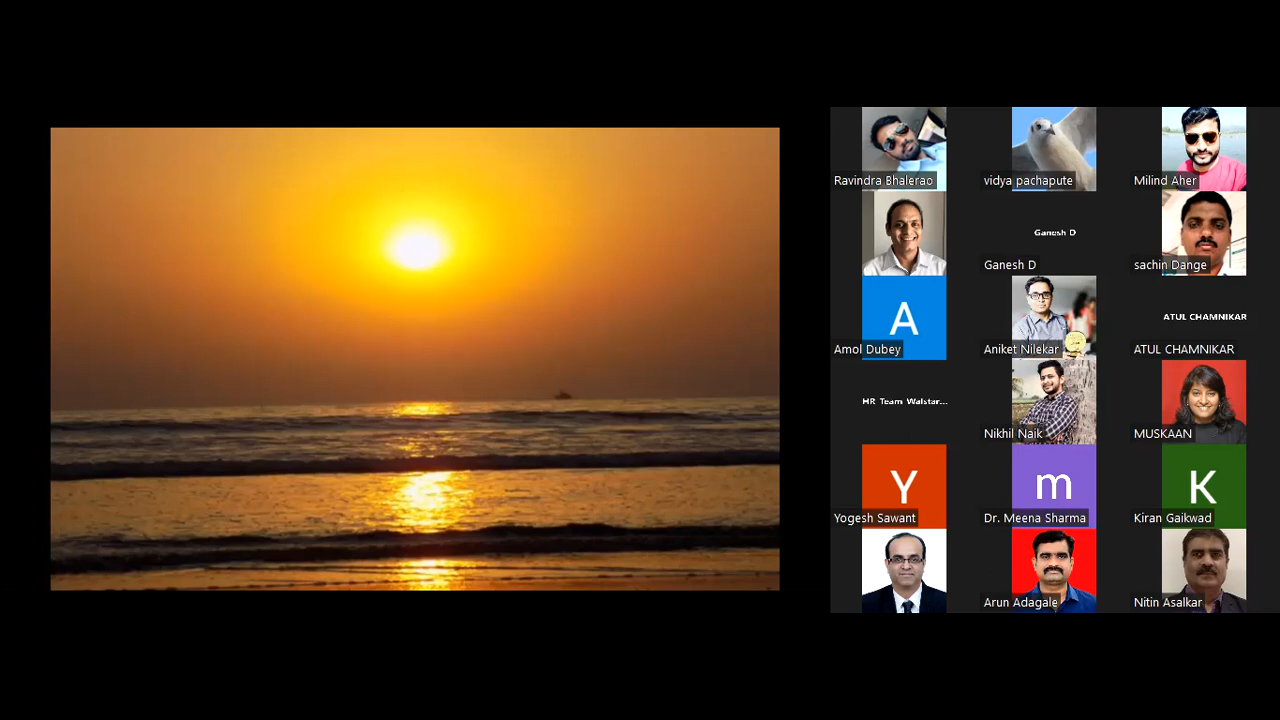 Ravindra Bhalerao
vidya pachapute
Milind Aher
Ganesh D
Ganesh D
sachin Dange
A
Amol Dubey
Aniket Nilekar
ATUL CHAMNIKAR
ATUL CHAMNIKAR
HR Team Walstar...
Nikhil Naik
MUSKAAN
Y
Yogesh Sawant
m
Dr. Meena Sharma
K
Kiran Gaikwad
Arun Adagale
Nitin Asalkar